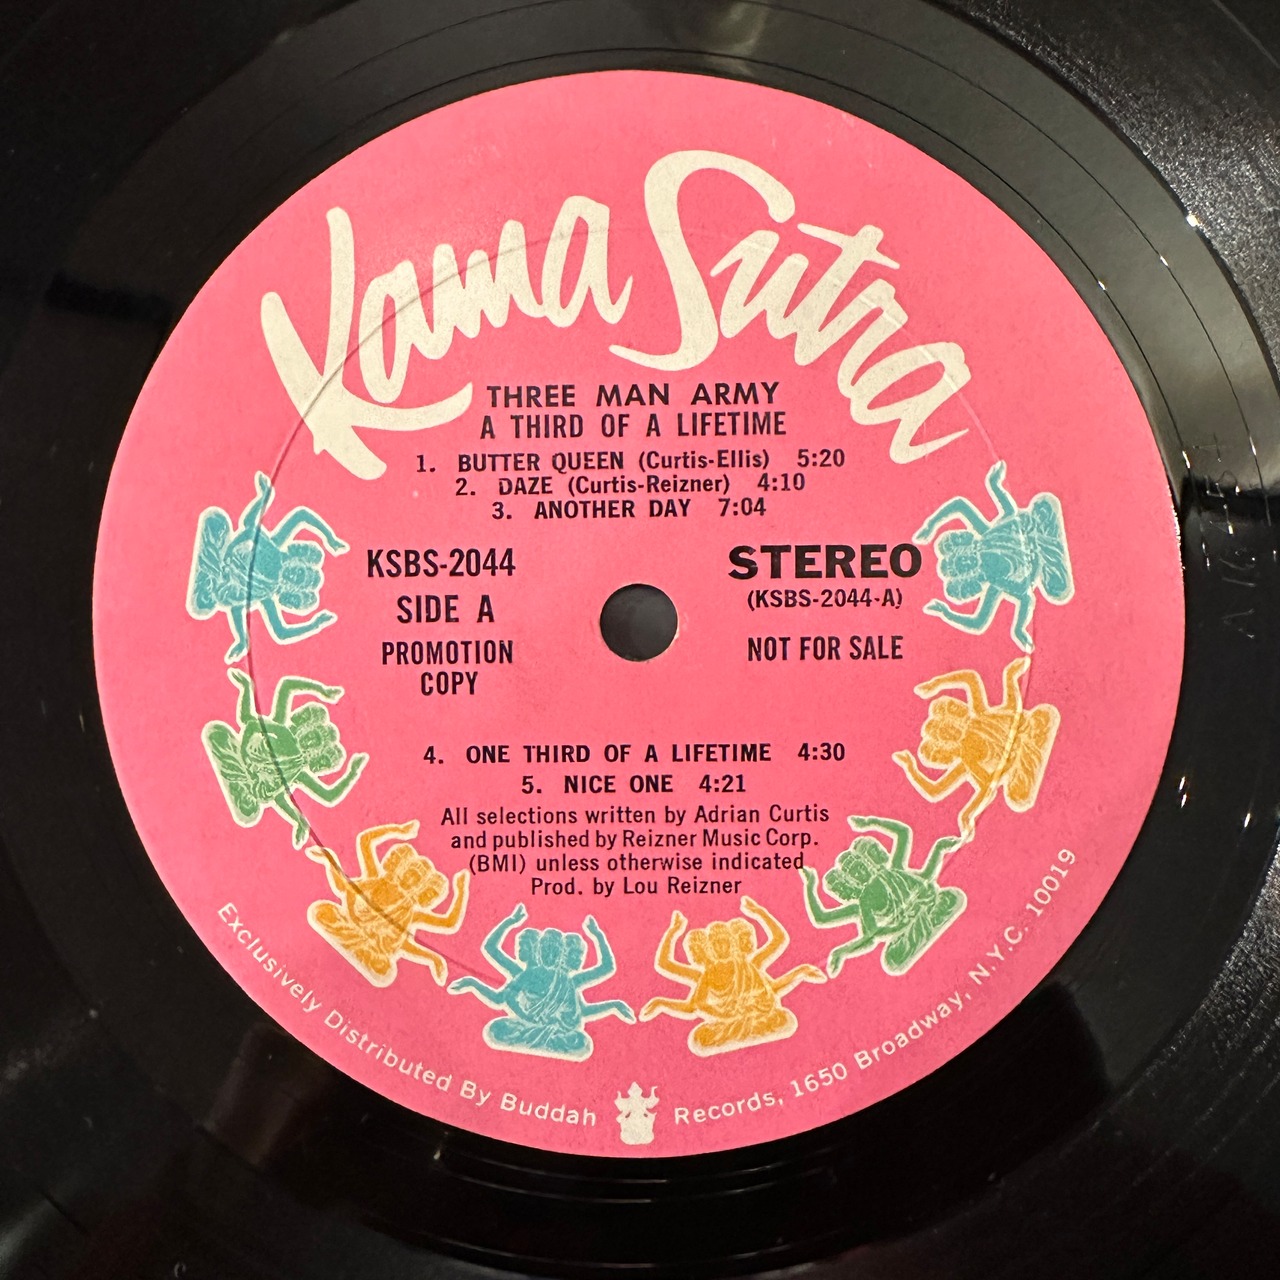 Kama Sutra
THREE MAN ARMY
A THIRD OF A LIFETIME
1. BUTTER QUEEN (Curtis-Ellis) 5:20
2. DAZE (Curtis-Reizner) 4:10
3. ANOTHER DAY 7:04
KSBS-2044
SIDE A
PROMOTION
COPY
STEREO
(KSBS-2044-A)
NOT FOR SALE
4. ONE THIRD OF A LIFETIME 4:30
5. NICE ONE 4:21
All selections written by Adrian Curtis
and published by Reizner Music Corp.
(BMI) unless otherwise indicated
Prod. by Lou Reizner
Exclusively Distributed By Buddah Records, 1650 Broadway, N.Y.C. 10019